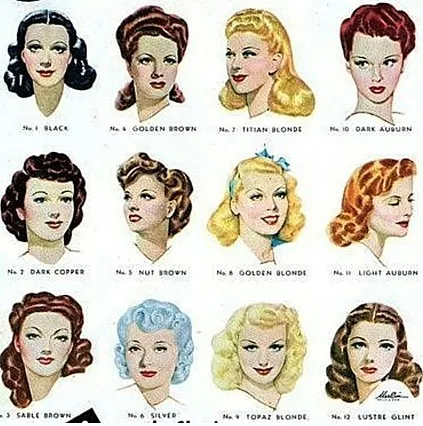 No. 1 BLACK
No. 4 GOLDEN BROWN
No. 7 TITIAN BLONDE
No. 10 DARK AUBURN
No. 2 DARK COPPER
No. 5 NUT BROWN
No. 8 GOLDEN BLONDE
No. 11 LIGHT AUBURN
3 SABLE BROWN
No. 6 SILVER
No. 9 TOPAZ BLONDE.
No. 12 LUSTRE GLINT